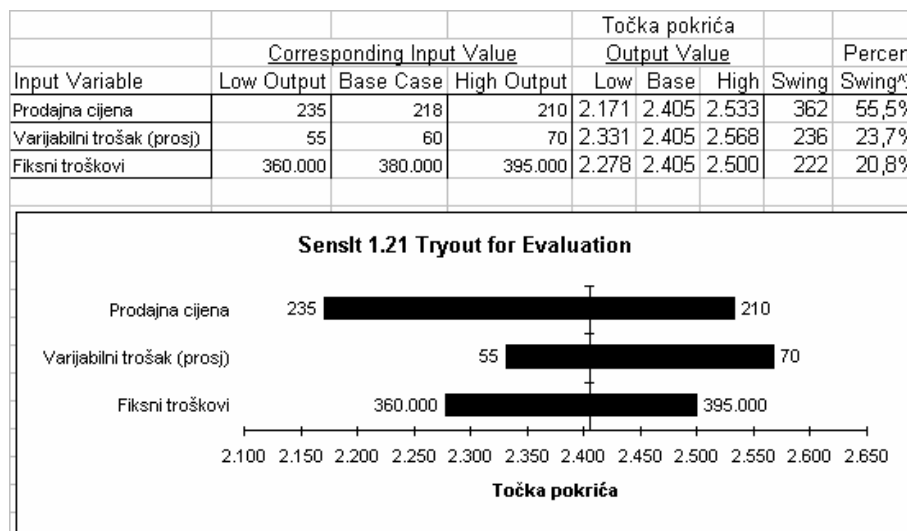 Točka pokrića
Corresponding Input Value Output Value Percen
Input Variable Low Output Base Case High Output Low Base High Swing Swing^
Prodajna cijena 235 218 210 2.171 2.405 2.533 362 55,5%
Varijabilni trošak (prosj) 55 60 70 2.331 2.405 2.568 236 23,7%
Fiksni troškovi 360.000 380.000 395.000 2.278 2.405 2.500 222 20,8%
SensIt 1.21 Tryout for Evaluation
Prodajna cijena 235 210
Varijabilni trošak (prosj) 55 70
Fiksni troškovi 360.000 395.000
2.100 2.150 2.200 2.250 2.300 2.350 2.400 2.450 2.500 2.550 2.600 2.650
Točka pokrića